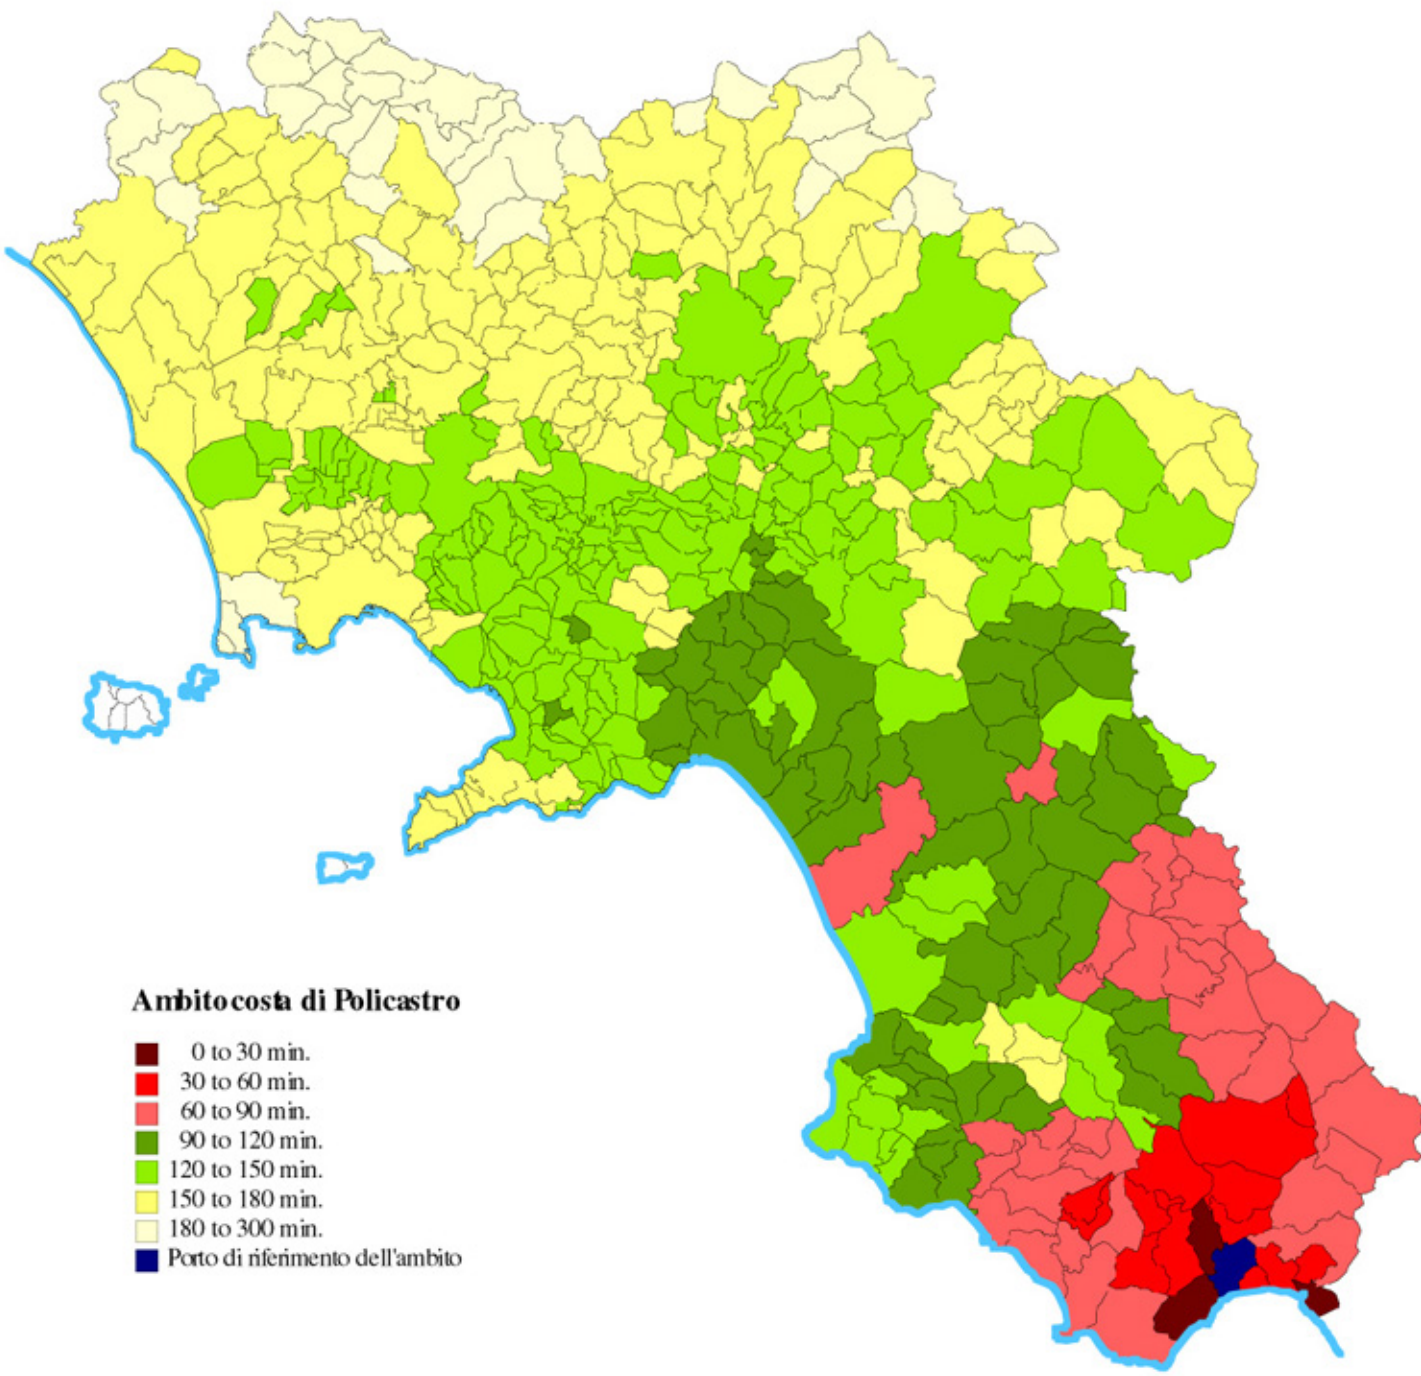 Ambito costa di Policastro
0 to 30 min.
30 to 60 min.
60 to 90 min.
90 to 120 min.
120 to 150 min.
150 to 180 min.
180 to 300 min.
Porto di riferimento dell'ambito